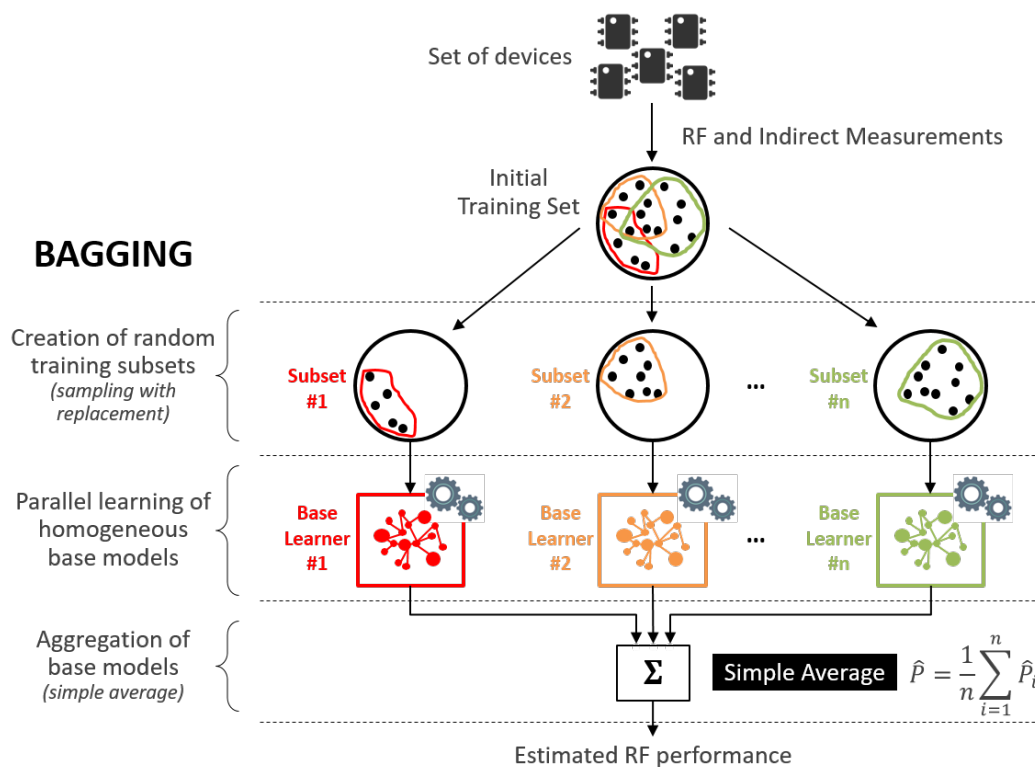 Set of devices
RF and Indirect Measurements
Initial
Training Set
BAGGING
Creation of random
training subsets
(sampling with
replacement)
Subset
#1
Subset
#2
...
Subset
#n
Parallel learning of
homogeneous
base models
Base
Learner
#1
Base
Learner
#2
...
Base
Learner
#n
Aggregation of
base models
(simple average)
Σ
Simple Average
P̂ = 1/n ∑_{i=1}^{n} P̂_i
Estimated RF performance